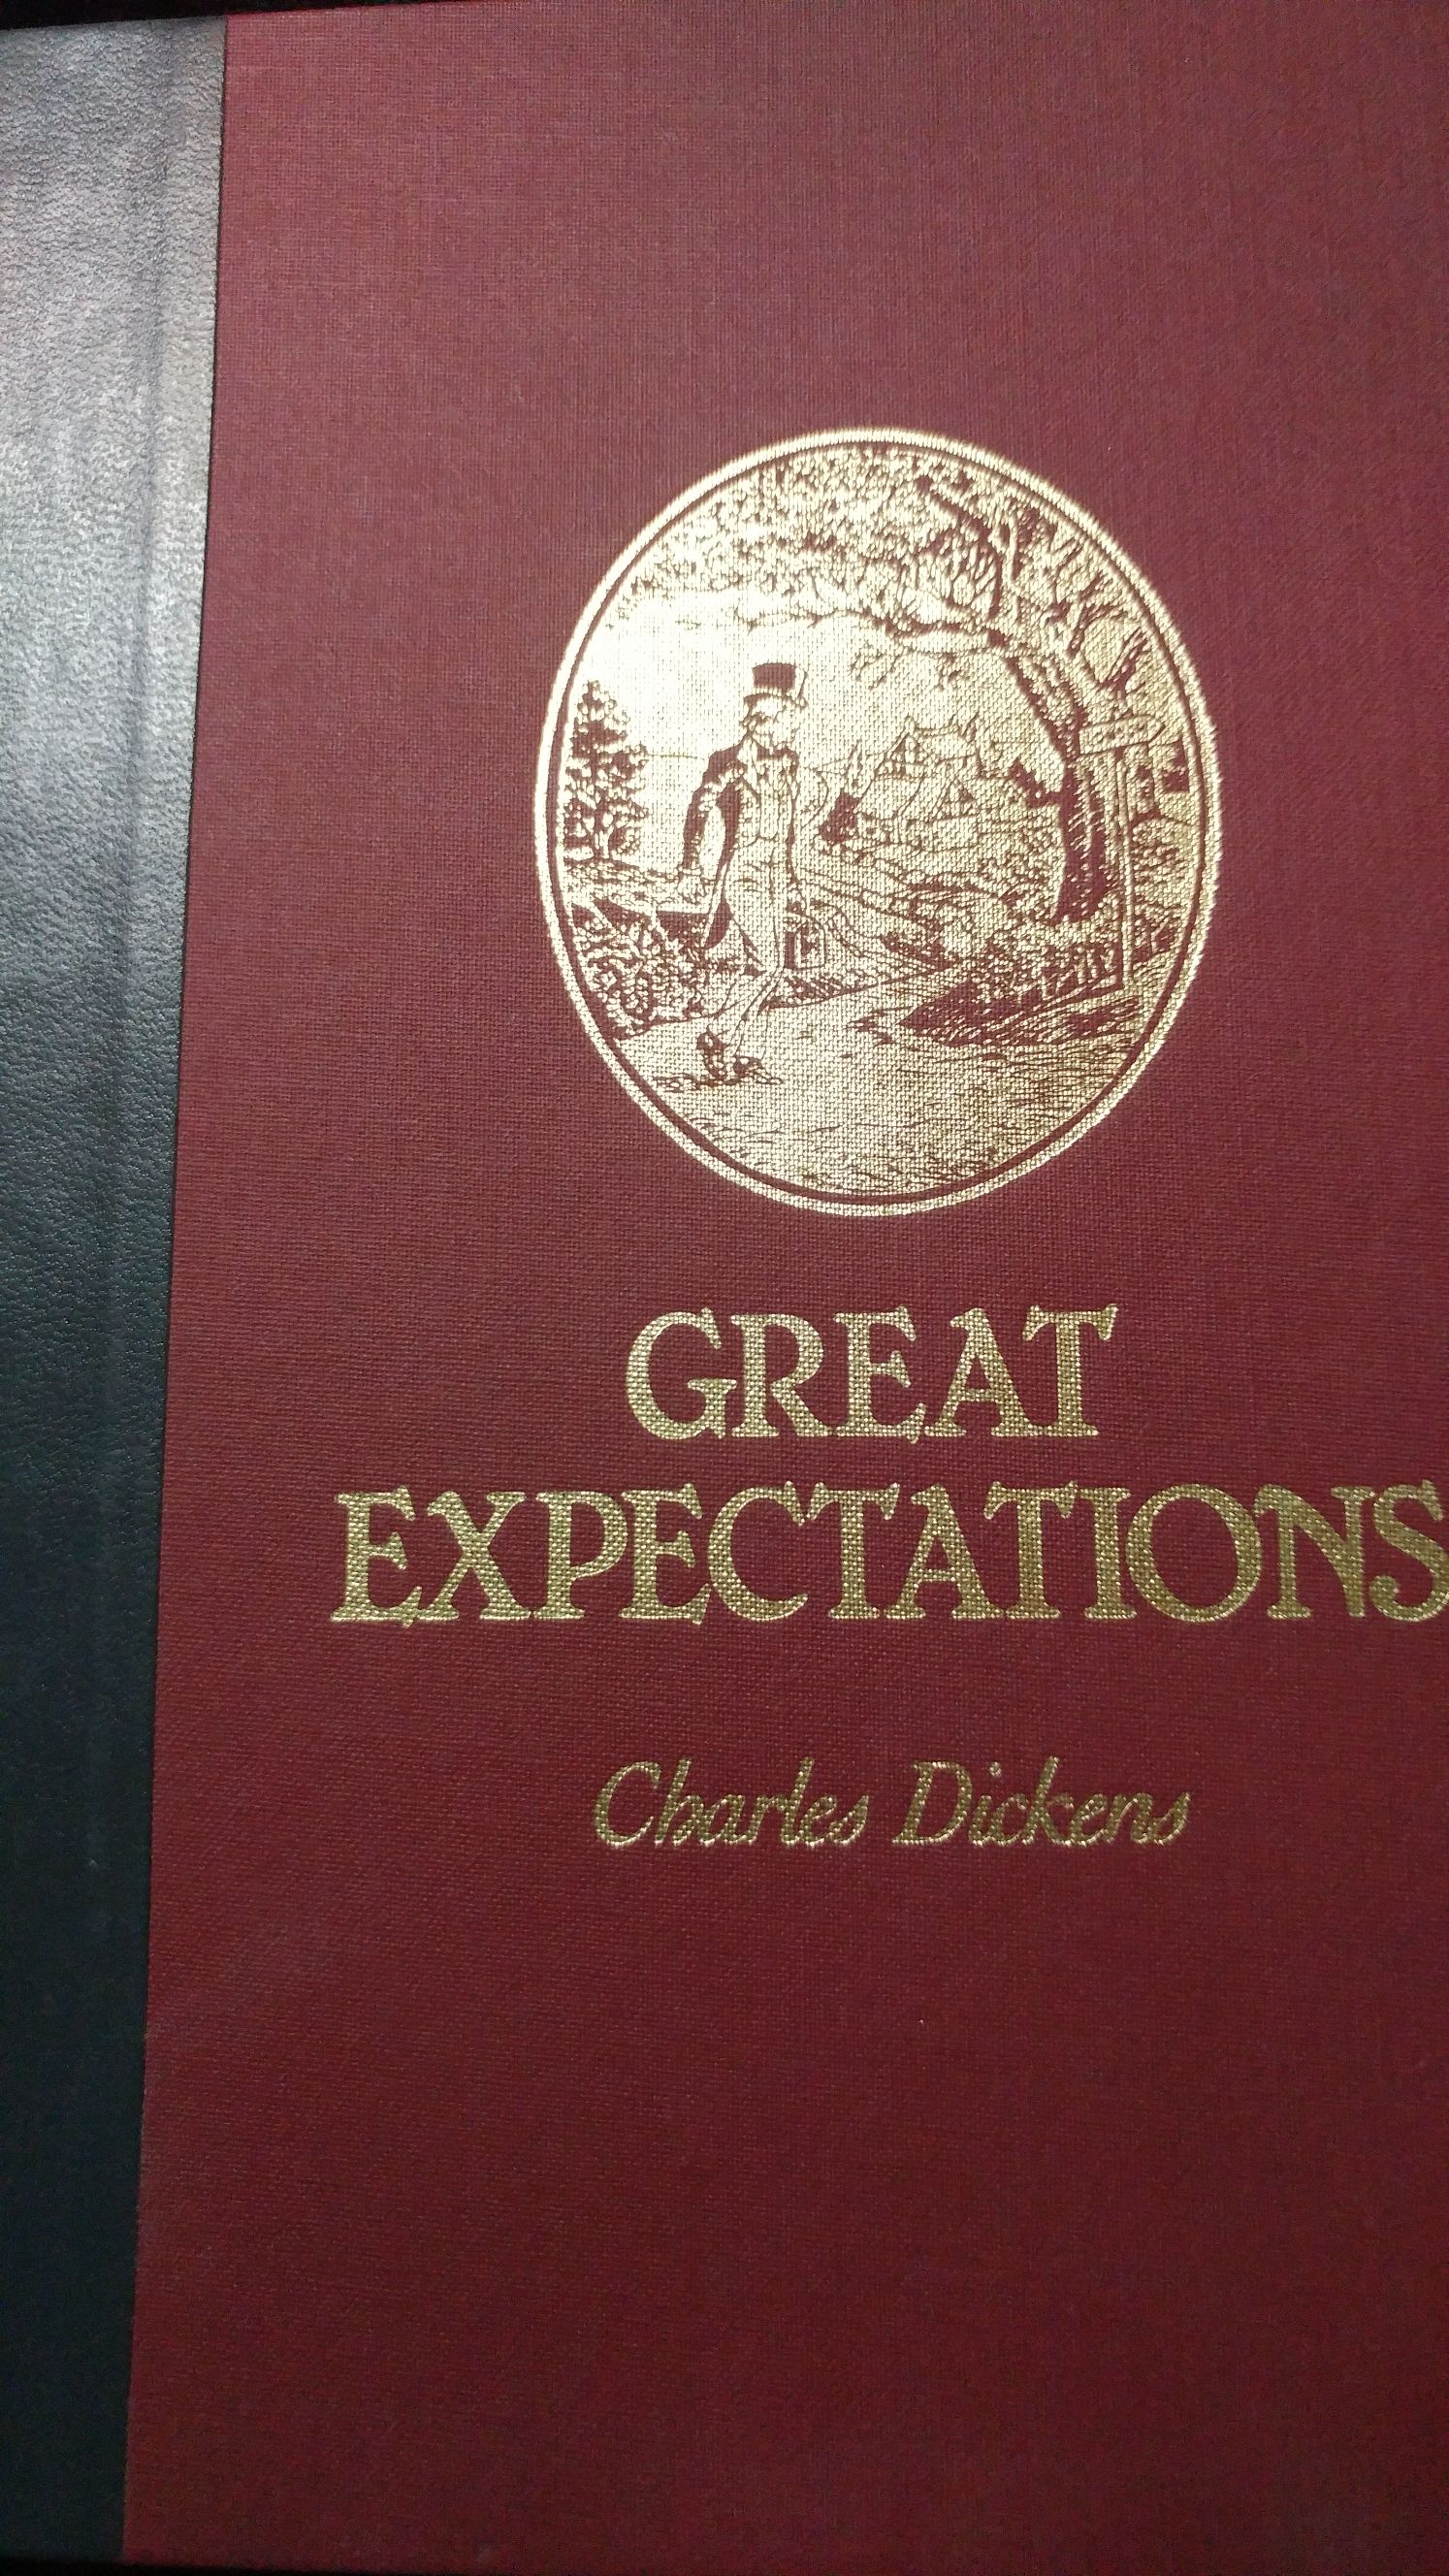 GREAT
EXPECTATIONS
Charles Dickens